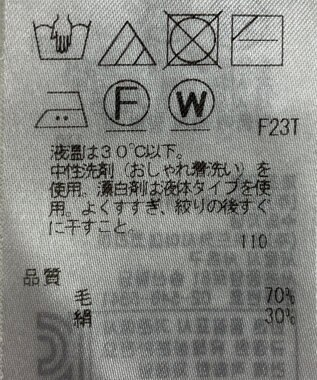 F
W
F23T
液温は30℃以下。
中性洗剤（おしゃれ着洗い）を
使用。漂白剤は液体タイプを使
用。よくすすぎ、絞りの後すぐ
に干すこと。
110
品質
毛 70%
絹 30%